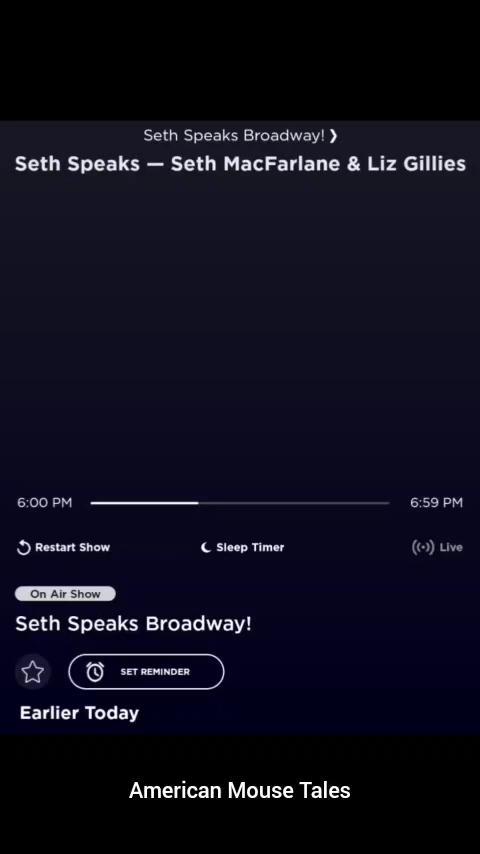 Seth Speaks Broadway! ❯
Seth Speaks — Seth MacFarlane & Liz Gillies
6:00 PM 6:59 PM
Restart Show Sleep Timer Live
On Air Show
Seth Speaks Broadway!
SET REMINDER
Earlier Today
American Mouse Tales